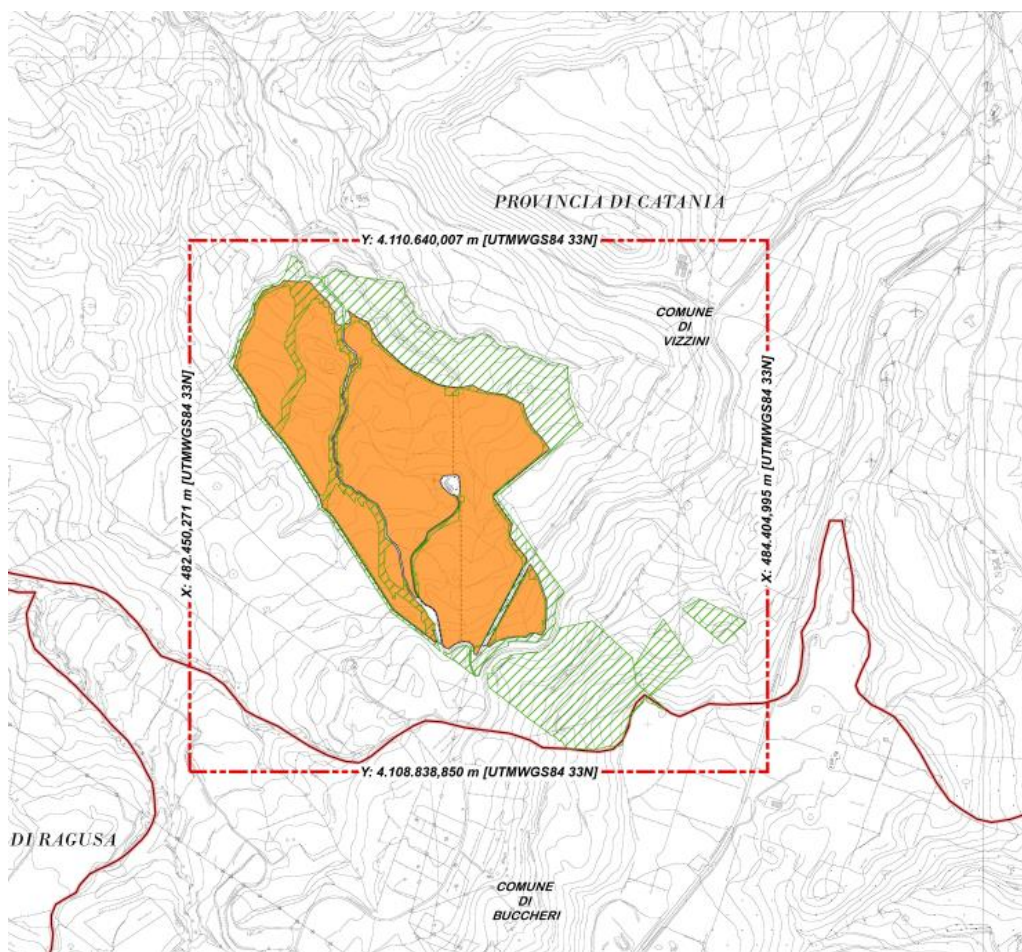 PROVINCIA DI CATANIA
Y: 4.110.640,007 m [UTMWGS84 33N]
COMUNE
DI
VIZZINI
X: 482.450,271 m [UTMWGS84 33N]
X: 484.404,995 m [UTMWGS84 33N]
Y: 4.108.838,850 m [UTMWGS84 33N]
DI RAGUSA
COMUNE
DI
BUCCHERI